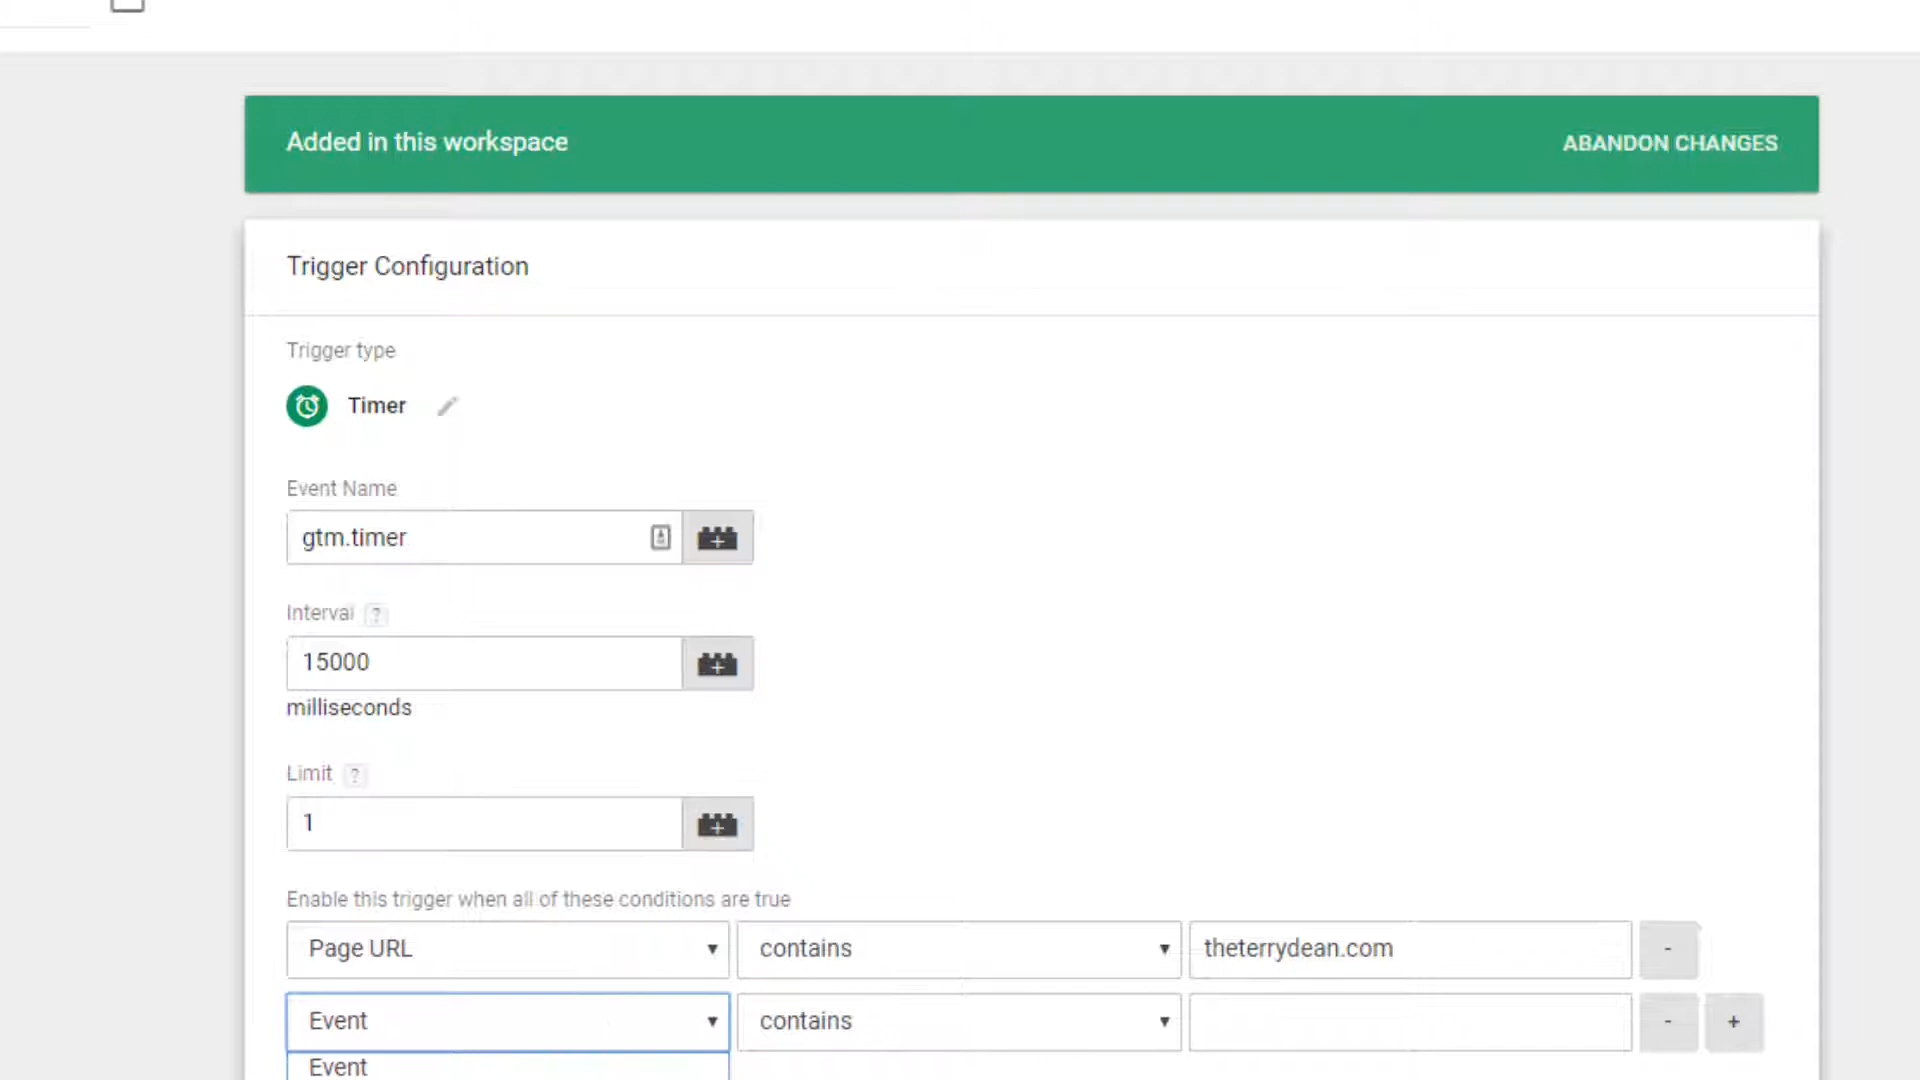 Added in this workspace ABANDON CHANGES
Trigger Configuration
Trigger type
Timer
Event Name
gtm.timer
Interval ?
15000
milliseconds
Limit ?
1
Enable this trigger when all of these conditions are true
Page URL contains theterrydean.com -
Event contains - +
Event